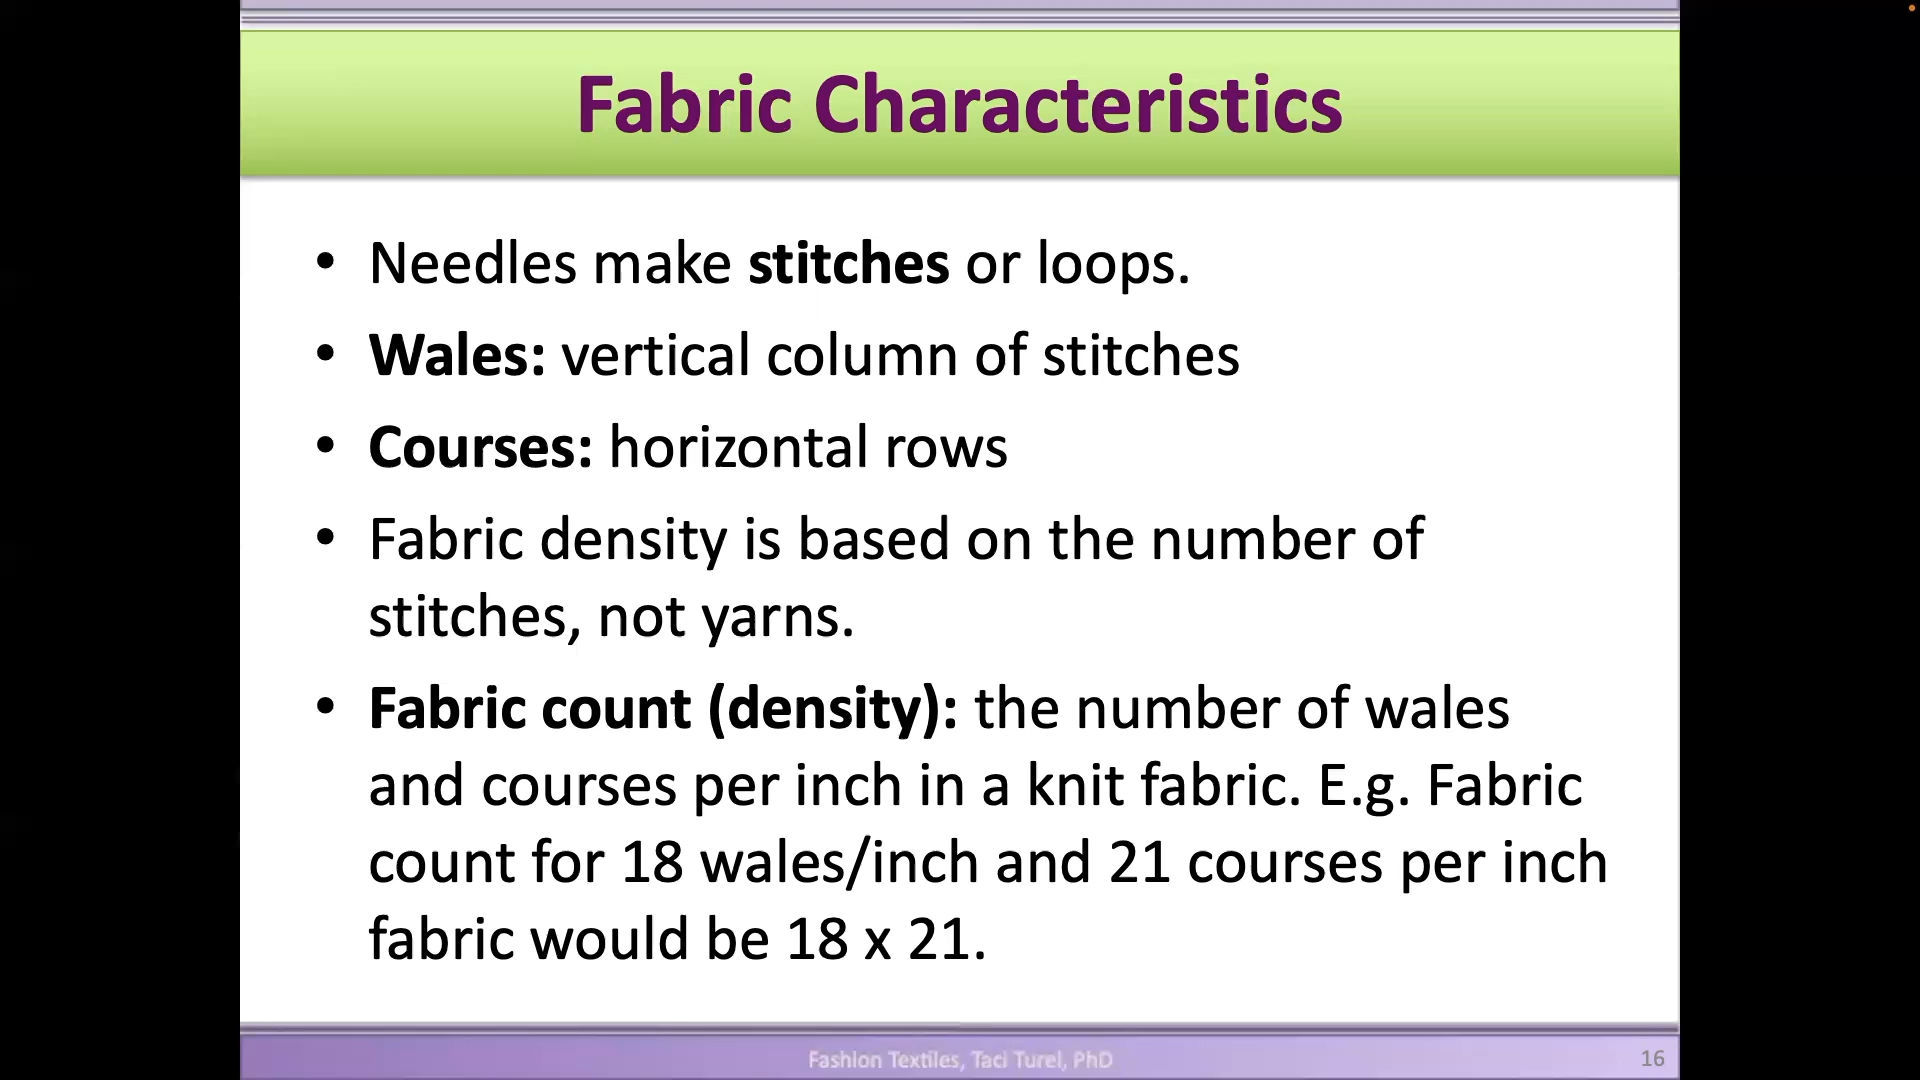 Fabric Characteristics
• Needles make stitches or loops.
• Wales: vertical column of stitches
• Courses: horizontal rows
• Fabric density is based on the number of
stitches, not yarns.
• Fabric count (density): the number of wales
and courses per inch in a knit fabric. E.g. Fabric
count for 18 wales/inch and 21 courses per inch
fabric would be 18 x 21.
Fashion Textiles, Taci Turel, PhD
16